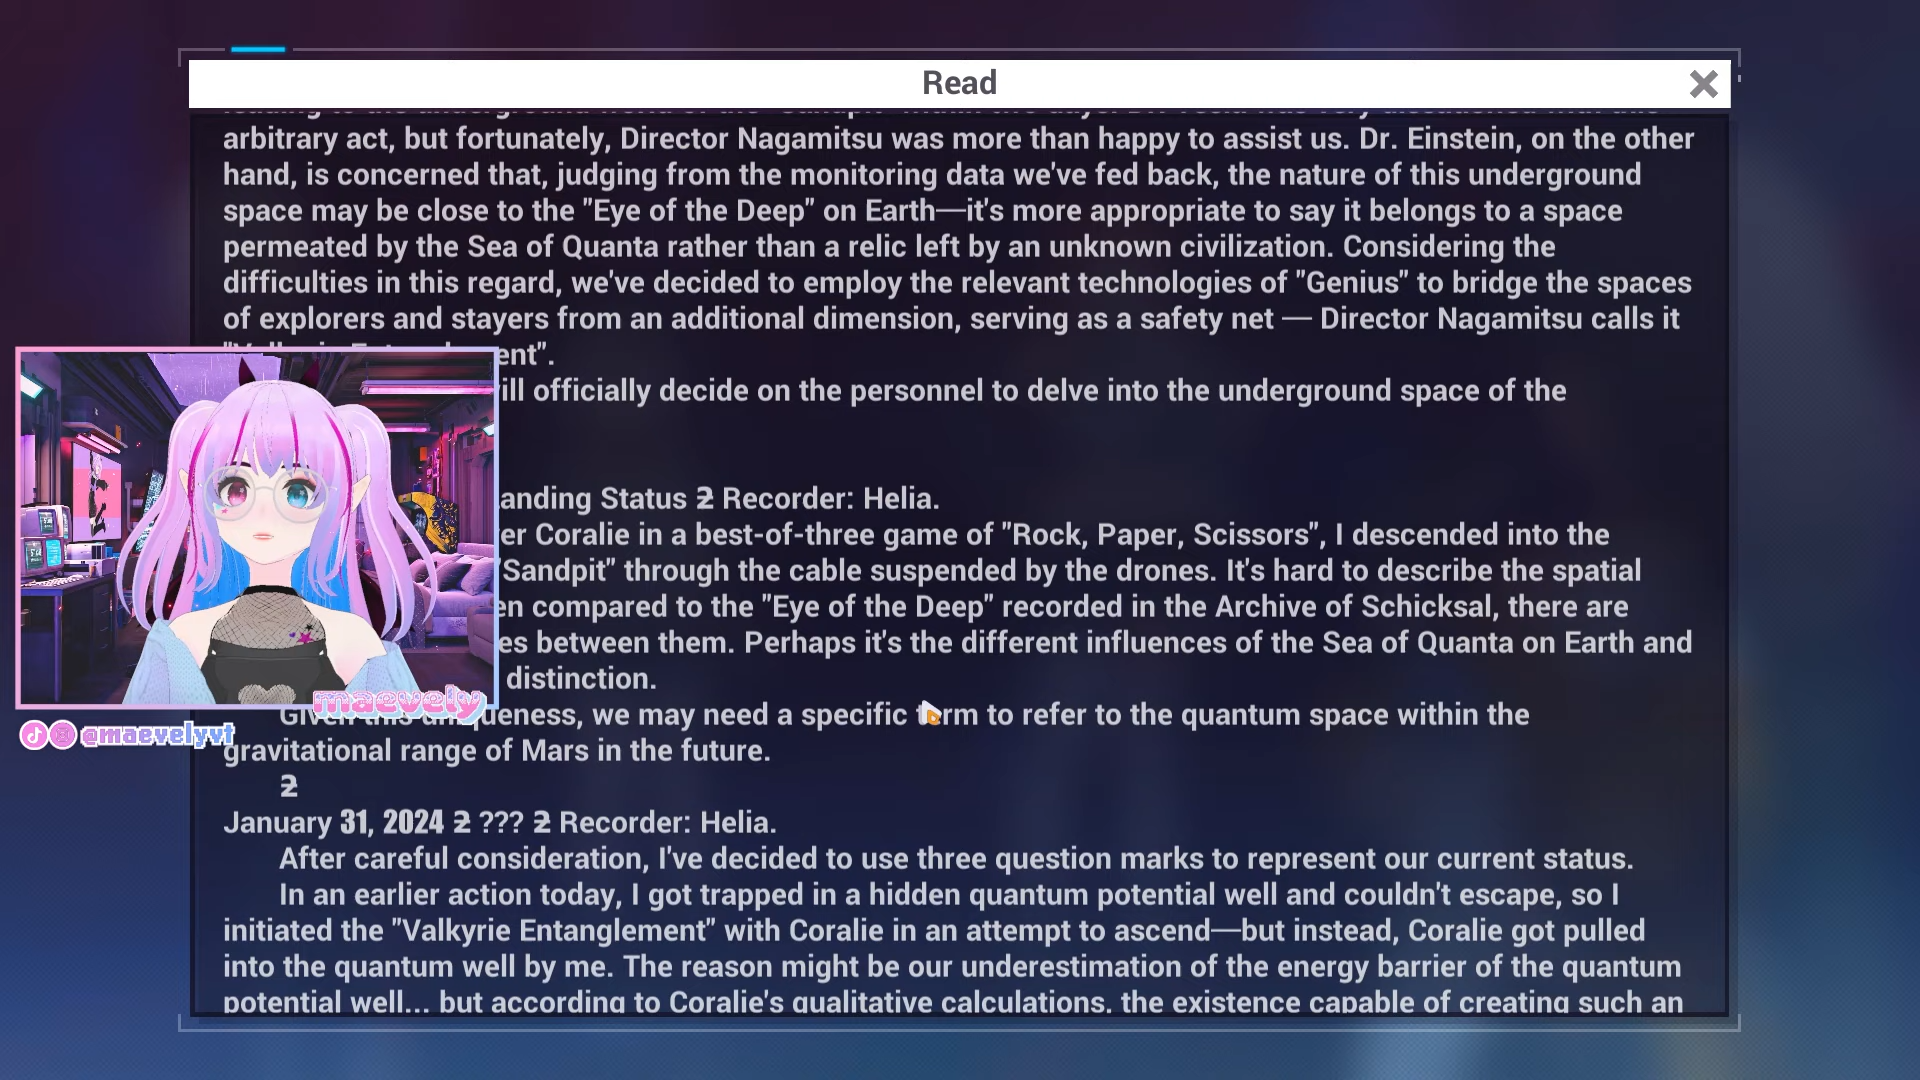 Read
arbitrary act, but fortunately, Director Nagamitsu was more than happy to assist us. Dr. Einstein, on the other
hand, is concerned that, judging from the monitoring data we've fed back, the nature of this underground
space may be close to the "Eye of the Deep" on Earth—it's more appropriate to say it belongs to a space
permeated by the Sea of Quanta rather than a relic left by an unknown civilization. Considering the
difficulties in this regard, we've decided to employ the relevant technologies of "Genius" to bridge the spaces
of explorers and stayers from an additional dimension, serving as a safety net — Director Nagamitsu calls it
ent".
ill officially decide on the personnel to delve into the underground space of the
anding Status 2 Recorder: Helia.
er Coralie in a best-of-three game of "Rock, Paper, Scissors", I descended into the
"Sandpit" through the cable suspended by the drones. It's hard to describe the spatial
en compared to the "Eye of the Deep" recorded in the Archive of Schicksal, there are
es between them. Perhaps it's the different influences of the Sea of Quanta on Earth and
distinction.
maevely
@maevelyvt
ueness, we may need a specific term to refer to the quantum space within the
gravitational range of Mars in the future.
2
January 31, 2024 2 ??? 2 Recorder: Helia.
After careful consideration, I've decided to use three question marks to represent our current status.
In an earlier action today, I got trapped in a hidden quantum potential well and couldn't escape, so I
initiated the "Valkyrie Entanglement" with Coralie in an attempt to ascend—but instead, Coralie got pulled
into the quantum well by me. The reason might be our underestimation of the energy barrier of the quantum
potential well... but according to Coralie's qualitative calculations, the existence capable of creating such an